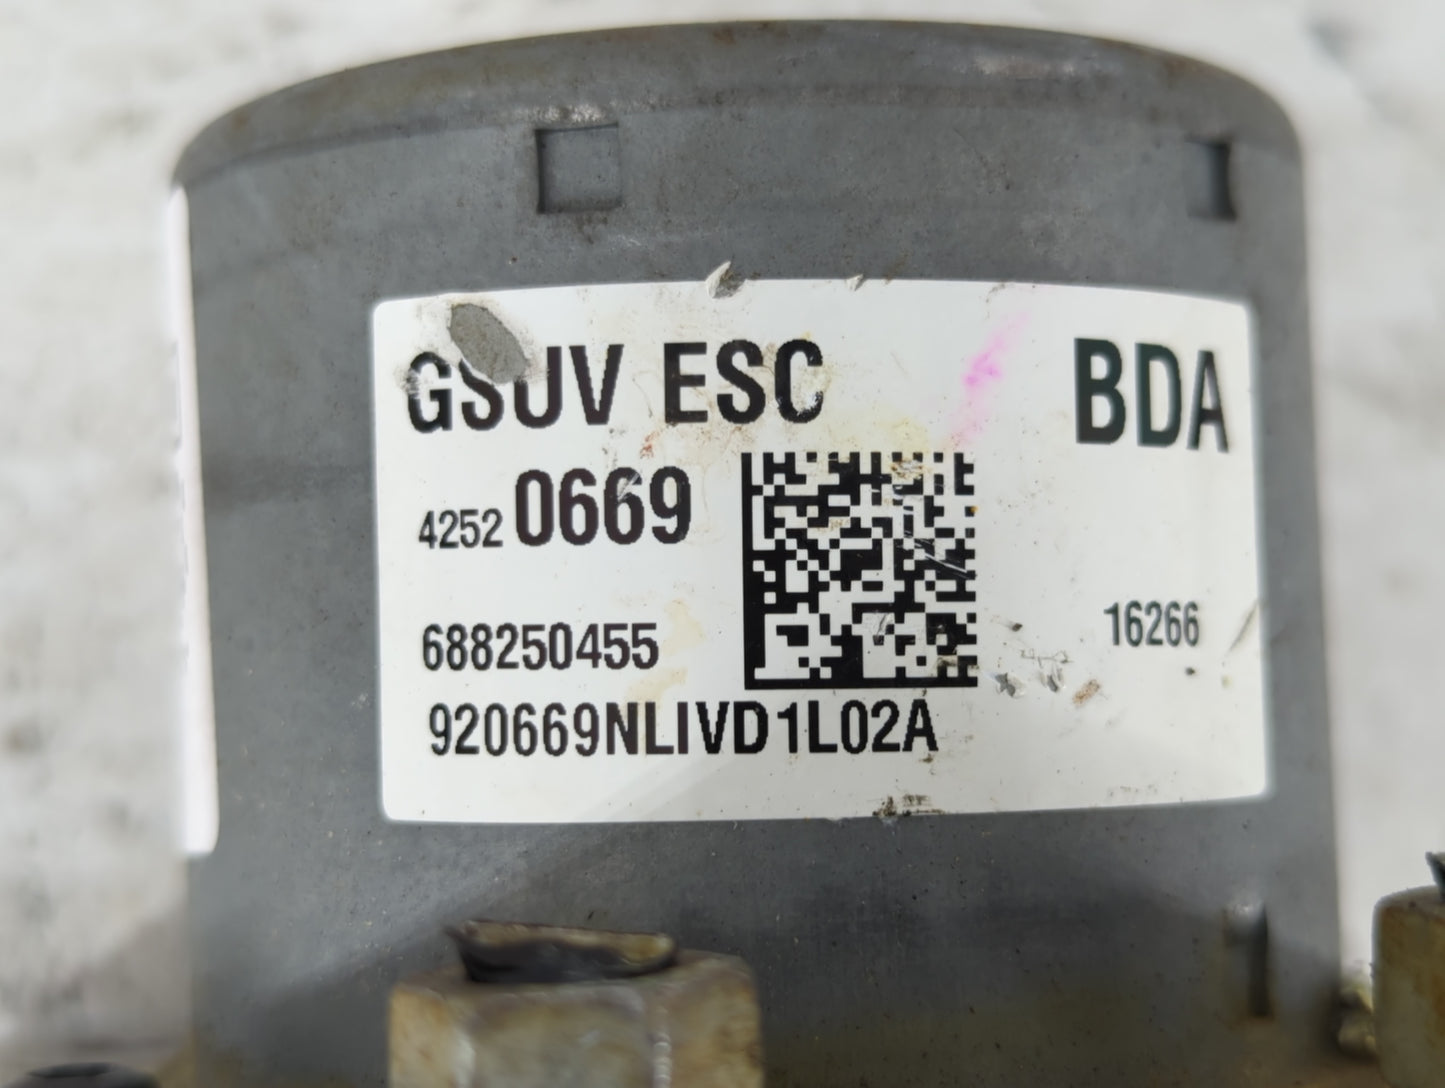 GSUV ESC BDA
4252 0669
688250455 16266
920669NLIVD1L02A